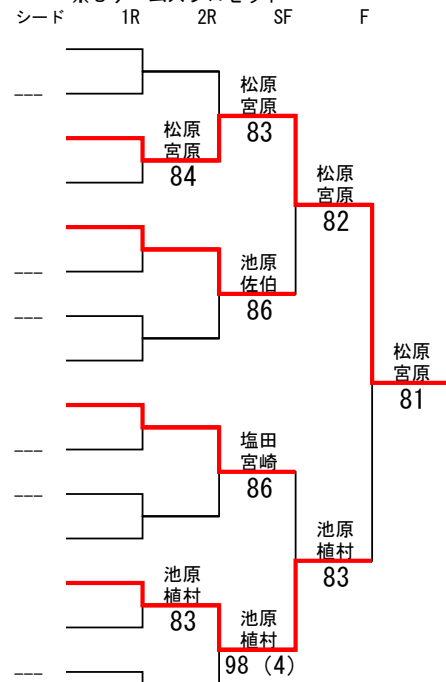 シード 1R 2R SF F
松原
宮原
83
松原
宮原
84
松原
宮原
82
池原
佐伯
86
松原
宮原
81
塩田
宮崎
86
池原
植村
83
池原
植村
83
池原
植村
98 (4)